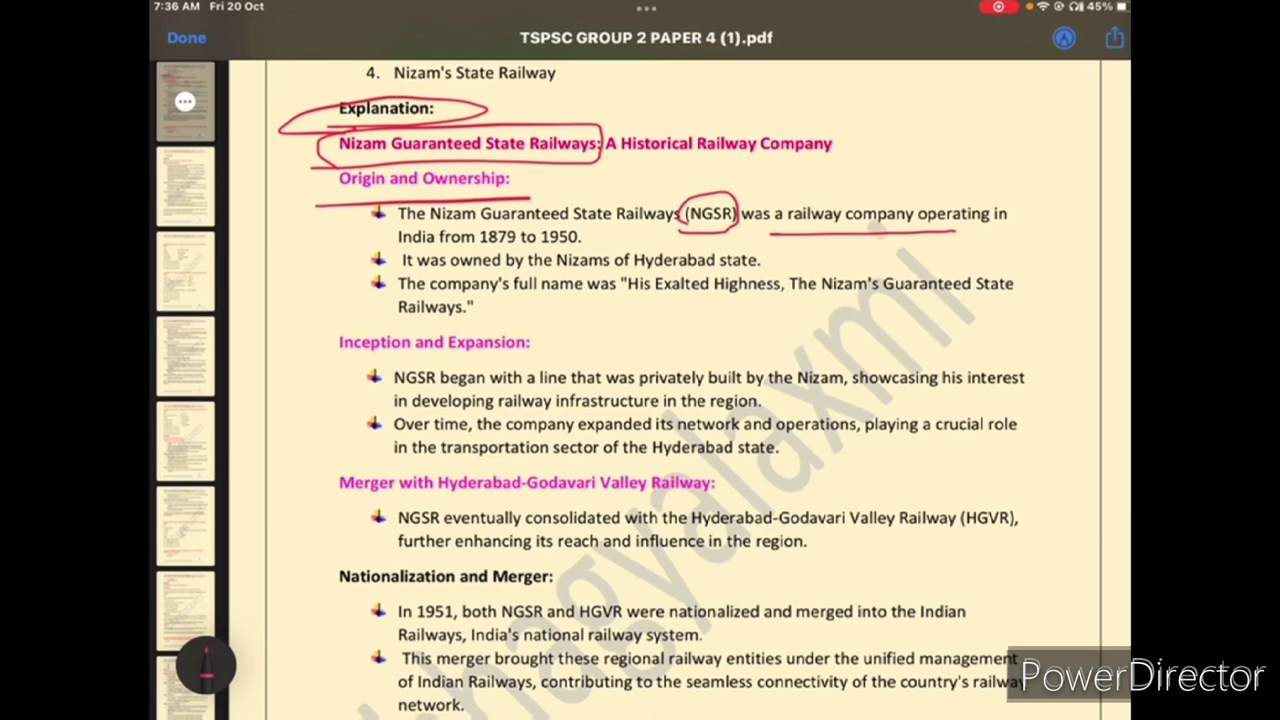 7:36 AM Fri 20 Oct
45%
Done
TSPSC GROUP 2 PAPER 4 (1).pdf
4. Nizam's State Railway
Explanation:
Nizam Guaranteed State Railways: A Historical Railway Company
Origin and Ownership:
The Nizam Guaranteed State Railways (NGSR) was a railway company operating in
India from 1879 to 1950.
It was owned by the Nizams of Hyderabad state.
The company's full name was "His Exalted Highness, The Nizam's Guaranteed State
Railways."
Inception and Expansion:
NGSR began with a line that was privately built by the Nizam, showcasing his interest
in developing railway infrastructure in the region.
Over time, the company expanded its network and operations, playing a crucial role
in the transportation sector of the Hyderabad state.
Merger with Hyderabad-Godavari Valley Railway:
NGSR eventually consolidated with the Hyderabad-Godavari Valley Railway (HGVR),
further enhancing its reach and influence in the region.
Nationalization and Merger:
In 1951, both NGSR and HGVR were nationalized and merged into the Indian
Railways, India's national railway system.
This merger brought these regional railway entities under the unified management
of Indian Railways, contributing to the seamless connectivity of the country's railway
network.
hagyalaxmi
PowerDirector